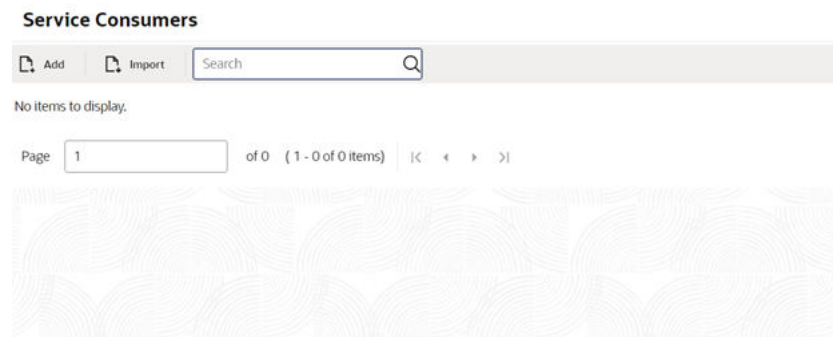 Service Consumers
Add Import Search
No items to display.
Page 1 of 0 ( 1 - 0 of 0 items)